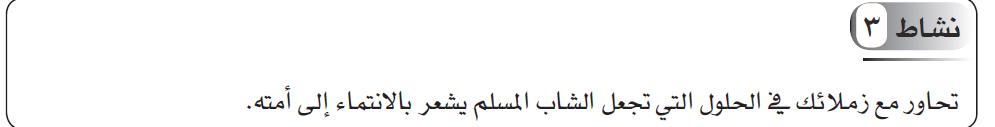 نشاط ٣
تحاور مع زملائك في الحلول التي تجعل الشاب المسلم يشعر بالانتماء إلى أمته.